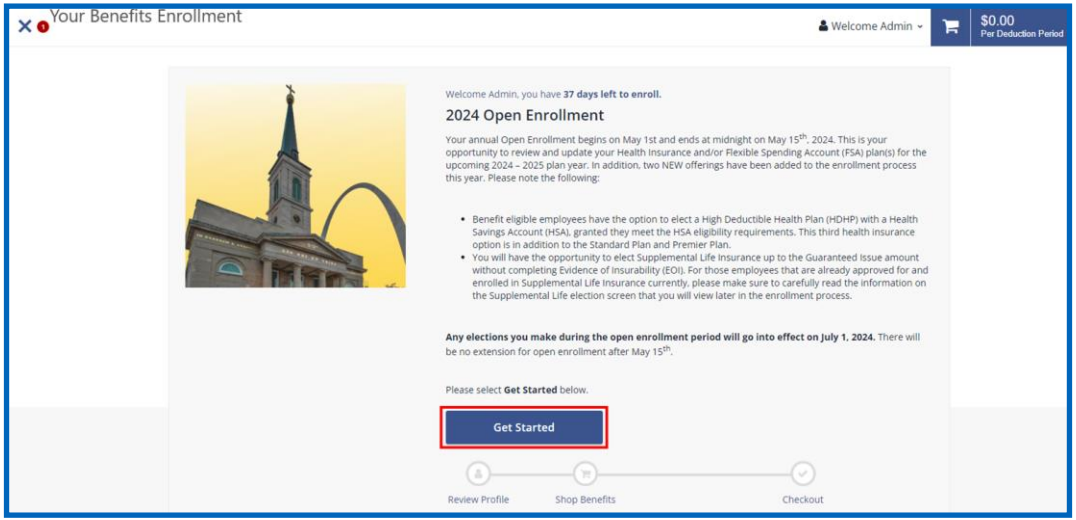 Your Benefits Enrollment
1
Welcome Admin
$0.00
Per Deduction Period
Welcome Admin, you have 37 days left to enroll.
2024 Open Enrollment
Your annual Open Enrollment begins on May 1st and ends at midnight on May 15th, 2024. This is your
opportunity to review and update your Health Insurance and/or Flexible Spending Account (FSA) plan(s) for the
upcoming 2024 – 2025 plan year. In addition, two NEW offerings have been added to the enrollment process
this year. Please note the following:
• Benefit eligible employees have the option to elect a High Deductible Health Plan (HDHP) with a Health
Savings Account (HSA), granted they meet the HSA eligibility requirements. This third health insurance
option is in addition to the Standard Plan and Premier Plan.
• You will have the opportunity to elect Supplemental Life Insurance up to the Guaranteed Issue amount
without completing Evidence of Insurability (EOI). For those employees that are already approved for and
enrolled in Supplemental Life Insurance currently, please make sure to carefully read the information on
the Supplemental Life election screen that you will view later in the enrollment process.
Any elections you make during the open enrollment period will go into effect on July 1, 2024. There will
be no extension for open enrollment after May 15th.
Please select Get Started below.
Get Started
Review Profile
Shop Benefits
Checkout